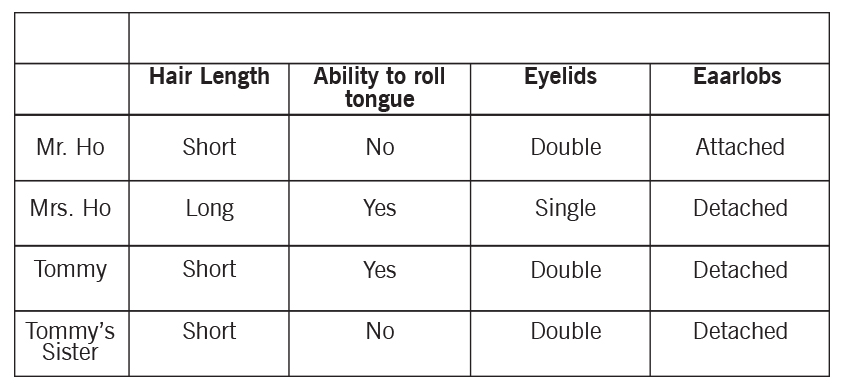 Hair Length Ability to roll tongue Eyelids Eaarlobs
Mr. Ho Short No Double Attached
Mrs. Ho Long Yes Single Detached
Tommy Short Yes Double Detached
Tommy's Sister Short No Double Detached